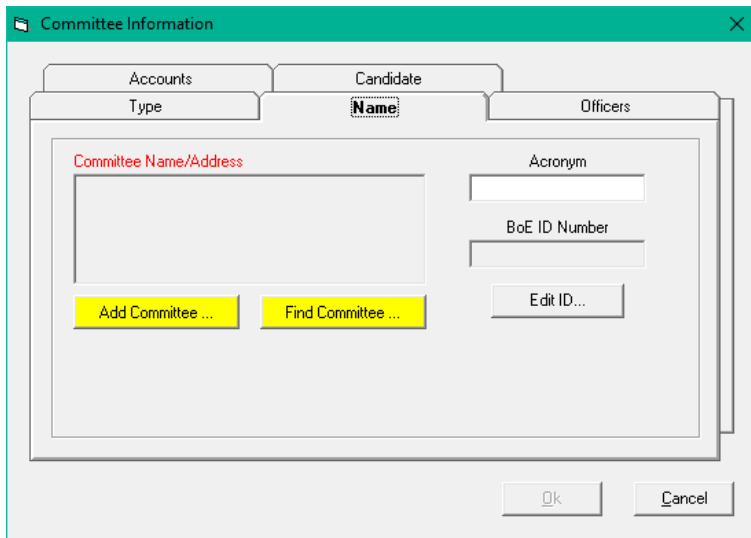 Committee Information
Accounts
Candidate
Type
Name
Officers
Committee Name/Address
Acronym
BoE ID Number
Add Committee ...
Find Committee ...
Edit ID...
Ok
Cancel